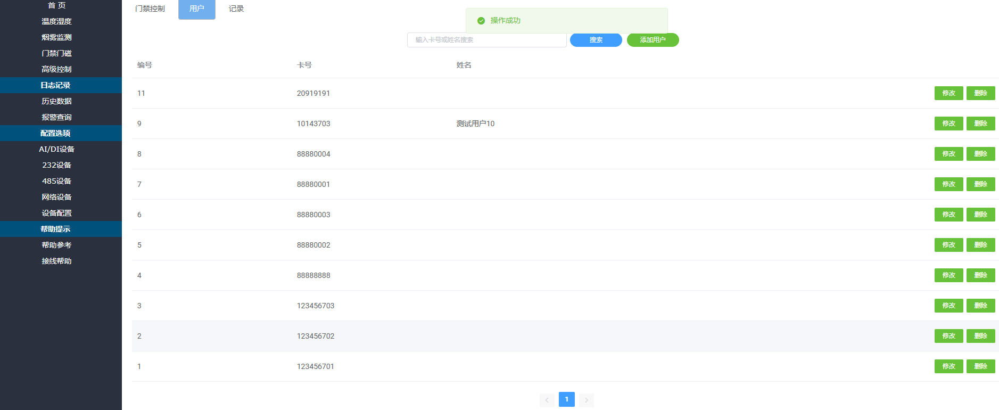 首 页
温度湿度
烟雾监测
门禁门磁
高级控制
日志记录
历史数据
报警查询
配置选项
AI/DI设备
232设备
485设备
网络设备
设备配置
帮助提示
帮助参考
接线帮助
门禁控制 用户 记录
操作成功
输入卡号或姓名搜索 搜索 添加用户
编号 卡号 姓名
11 20919191 修改 删除
9 10143703 测试用户10 修改 删除
8 88880004 修改 删除
7 88880001 修改 删除
6 88880003 修改 删除
5 88880002 修改 删除
4 88888888 修改 删除
3 123456703 修改 删除
2 123456702 修改 删除
1 123456701 修改 删除
1